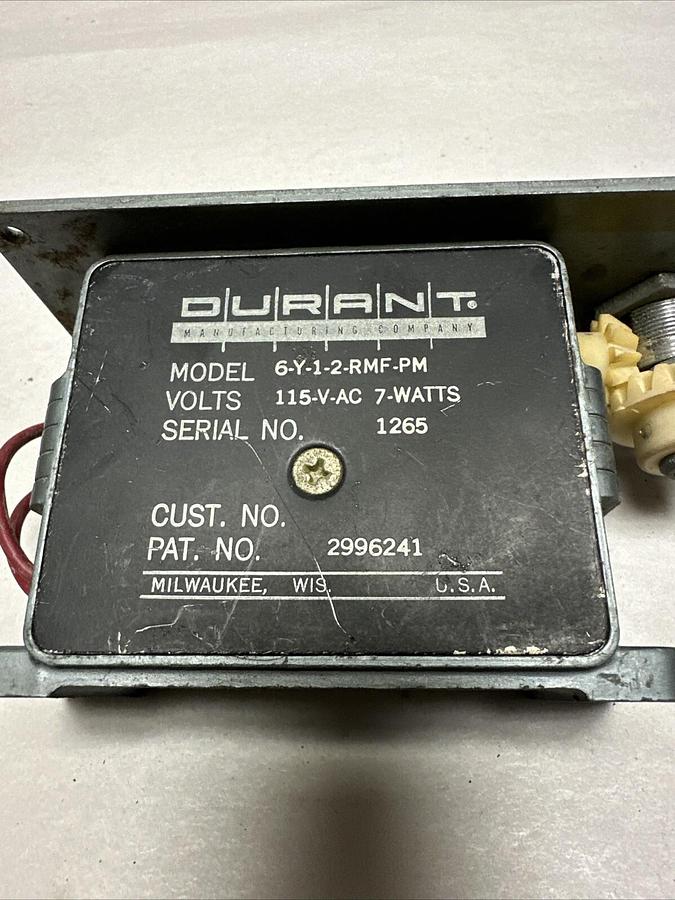 DURANT®
MANUFACTURING COMPANY
MODEL 6-Y-1-2-RMF-PM
VOLTS 115-V-AC 7-WATTS
SERIAL NO. 1265
CUST. NO.
PAT. NO. 2996241
MILWAUKEE, WIS. U.S.A.